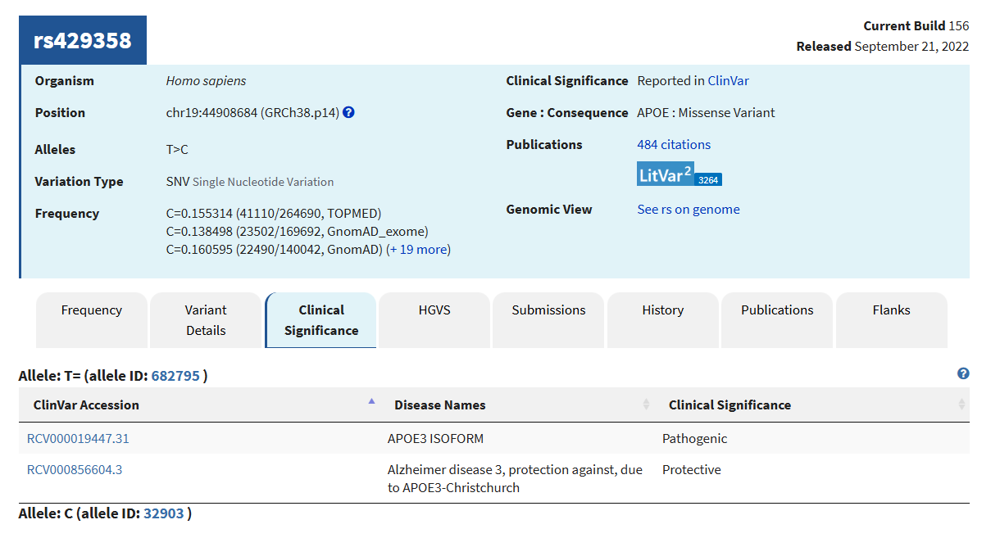 rs429358
Current Build 156
Released September 21, 2022
Organism Homo sapiens
Position chr19:44908684 (GRCh38.p14) ?
Alleles T>C
Variation Type SNV Single Nucleotide Variation
Frequency C=0.155314 (41110/264690, TOPMED)
C=0.138498 (23502/169692, GnomAD_exome)
C=0.160595 (22490/140042, GnomAD) (+ 19 more)
Clinical Significance Reported in ClinVar
Gene : Consequence APOE : Missense Variant
Publications 484 citations
LitVar2 3264
Genomic View See rs on genome
Frequency
Variant
Details
Clinical
Significance
HGVS
Submissions
History
Publications
Flanks
Allele: T= (allele ID: 682795 ) ?
ClinVar Accession Disease Names Clinical Significance
RCV000019447.31 APOE3 ISOFORM Pathogenic
RCV000856604.3 Alzheimer disease 3, protection against, due Protective
to APOE3-Christchurch
Allele: C (allele ID: 32903 )